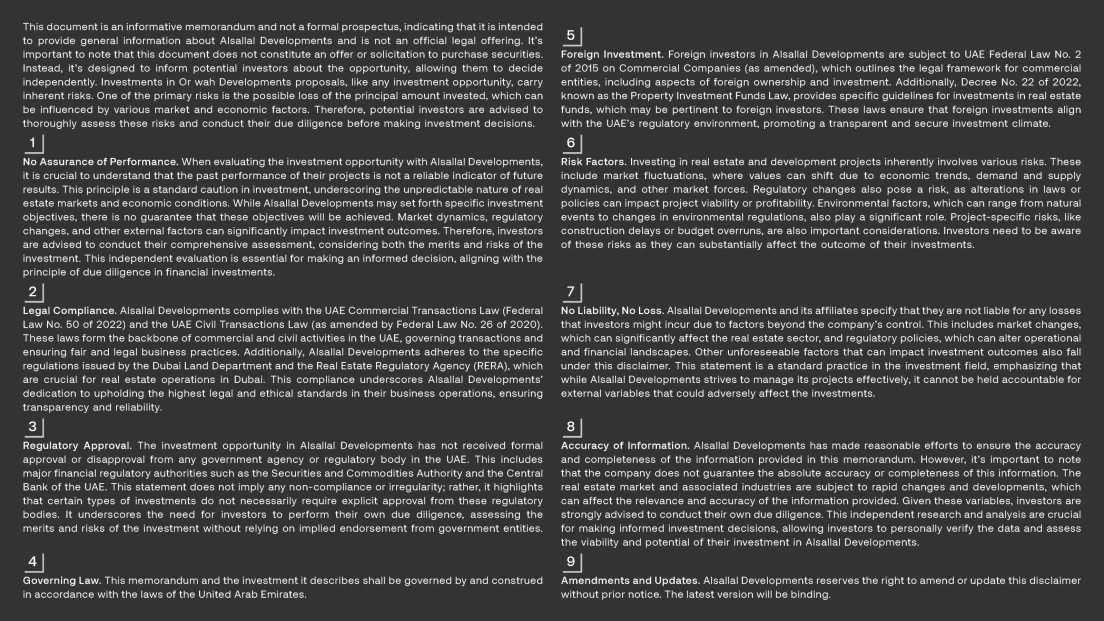 This document is an informative memorandum and not a formal prospectus, indicating that it is intended
to provide general information about Alsallal Developments and is not an official legal offering. It's
important to note that this document does not constitute an offer or solicitation to purchase securities.
Instead, it's designed to inform potential investors about the opportunity, allowing them to decide
independently. Investments in Or wah Developments proposals, like any investment opportunity, carry
inherent risks. One of the primary risks is the possible loss of the principal amount invested, which can
be influenced by various market and economic factors. Therefore, potential investors are advised to
thoroughly assess these risks and conduct their due diligence before making investment decisions.
1
No Assurance of Performance. When evaluating the investment opportunity with Alsallal Developments,
it is crucial to understand that the past performance of their projects is not a reliable indicator of future
results. This principle is a standard caution in investment, underscoring the unpredictable nature of real
estate markets and economic conditions. While Alsallal Developments may set forth specific investment
objectives, there is no guarantee that these objectives will be achieved. Market dynamics, regulatory
changes, and other external factors can significantly impact investment outcomes. Therefore, investors
are advised to conduct their comprehensive assessment, considering both the merits and risks of the
investment. This independent evaluation is essential for making an informed decision, aligning with the
principle of due diligence in financial investments.
2
Legal Compliance. Alsallal Developments complies with the UAE Commercial Transactions Law (Federal
Law No. 50 of 2022) and the UAE Civil Transactions Law (as amended by Federal Law No. 26 of 2020).
These laws form the backbone of commercial and civil activities in the UAE, governing transactions and
ensuring fair and legal business practices. Additionally, Alsallal Developments adheres to the specific
regulations issued by the Dubai Land Department and the Real Estate Regulatory Agency (RERA), which
are crucial for real estate operations in Dubai. This compliance underscores Alsallal Developments'
dedication to upholding the highest legal and ethical standards in their business operations, ensuring
transparency and reliability.
3
Regulatory Approval. The investment opportunity in Alsallal Developments has not received formal
approval or disapproval from any government agency or regulatory body in the UAE. This includes
major financial regulatory authorities such as the Securities and Commodities Authority and the Central
Bank of the UAE. This statement does not imply any non-compliance or irregularity; rather, it highlights
that certain types of investments do not necessarily require explicit approval from these regulatory
bodies. It underscores the need for investors to perform their own due diligence, assessing the
merits and risks of the investment without relying on implied endorsement from government entities.
4
Governing Law. This memorandum and the investment it describes shall be governed by and construed
in accordance with the laws of the United Arab Emirates.
5
Foreign Investment. Foreign investors in Alsallal Developments are subject to UAE Federal Law No. 2
of 2015 on Commercial Companies (as amended), which outlines the legal framework for commercial
entities, including aspects of foreign ownership and investment. Additionally, Decree No. 22 of 2022,
known as the Property Investment Funds Law, provides specific guidelines for investments in real estate
funds, which may be pertinent to foreign investors. These laws ensure that foreign investments align
with the UAE's regulatory environment, promoting a transparent and secure investment climate.
6
Risk Factors. Investing in real estate and development projects inherently involves various risks. These
include market fluctuations, where values can shift due to economic trends, demand and supply
dynamics, and other market forces. Regulatory changes also pose a risk, as alterations in laws or
policies can impact project viability or profitability. Environmental factors, which can range from natural
events to changes in environmental regulations, also play a significant role. Project-specific risks, like
construction delays or budget overruns, are also important considerations. Investors need to be aware
of these risks as they can substantially affect the outcome of their investments.
7
No Liability, No Loss. Alsallal Developments and its affiliates specify that they are not liable for any losses
that investors might incur due to factors beyond the company's control. This includes market changes,
which can significantly affect the real estate sector, and regulatory policies, which can alter operational
and financial landscapes. Other unforeseeable factors that can impact investment outcomes also fall
under this disclaimer. This statement is a standard practice in the investment field, emphasizing that
while Alsallal Developments strives to manage its projects effectively, it cannot be held accountable for
external variables that could adversely affect the investments.
8
Accuracy of Information. Alsallal Developments has made reasonable efforts to ensure the accuracy
and completeness of the information provided in this memorandum. However, it's important to note
that the company does not guarantee the absolute accuracy or completeness of this information. The
real estate market and associated industries are subject to rapid changes and developments, which
can affect the relevance and accuracy of the information provided. Given these variables, investors are
strongly advised to conduct their own due diligence. This independent research and analysis are crucial
for making informed investment decisions, allowing investors to personally verify the data and assess
the viability and potential of their investment in Alsallal Developments.
9
Amendments and Updates. Alsallal Developments reserves the right to amend or update this disclaimer
without prior notice. The latest version will be binding.